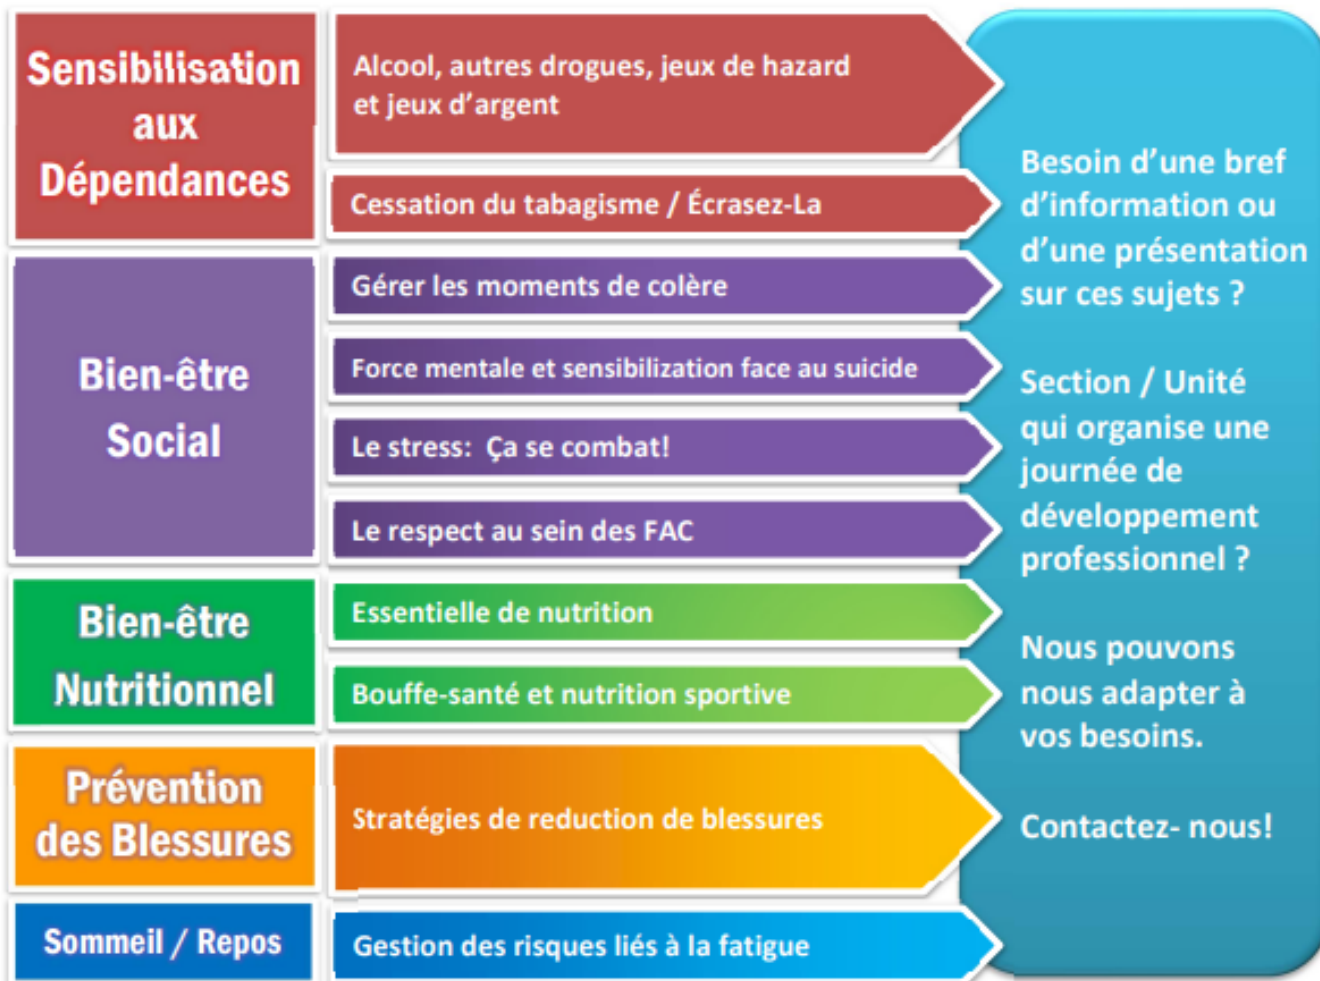 Sensibilisation
aux
Dépendances
Alcool, autres drogues, jeux de hazard
et jeux d'argent
Cessation du tabagisme / Écrasez-La
Bien-être
Social
Gérer les moments de colère
Force mentale et sensibilization face au suicide
Le stress:  Ça se combat!
Le respect au sein des FAC
Bien-être
Nutritionnel
Essentielle de nutrition
Bouffe-santé et nutrition sportive
Prévention
des Blessures
Stratégies de reduction de blessures
Sommeil / Repos
Gestion des risques liés à la fatigue
Besoin d'une bref
d'information ou
d'une présentation
sur ces sujets ?
Section / Unité
qui organise une
journée de
développement
professionnel ?
Nous pouvons
nous adapter à
vos besoins.
Contactez- nous!